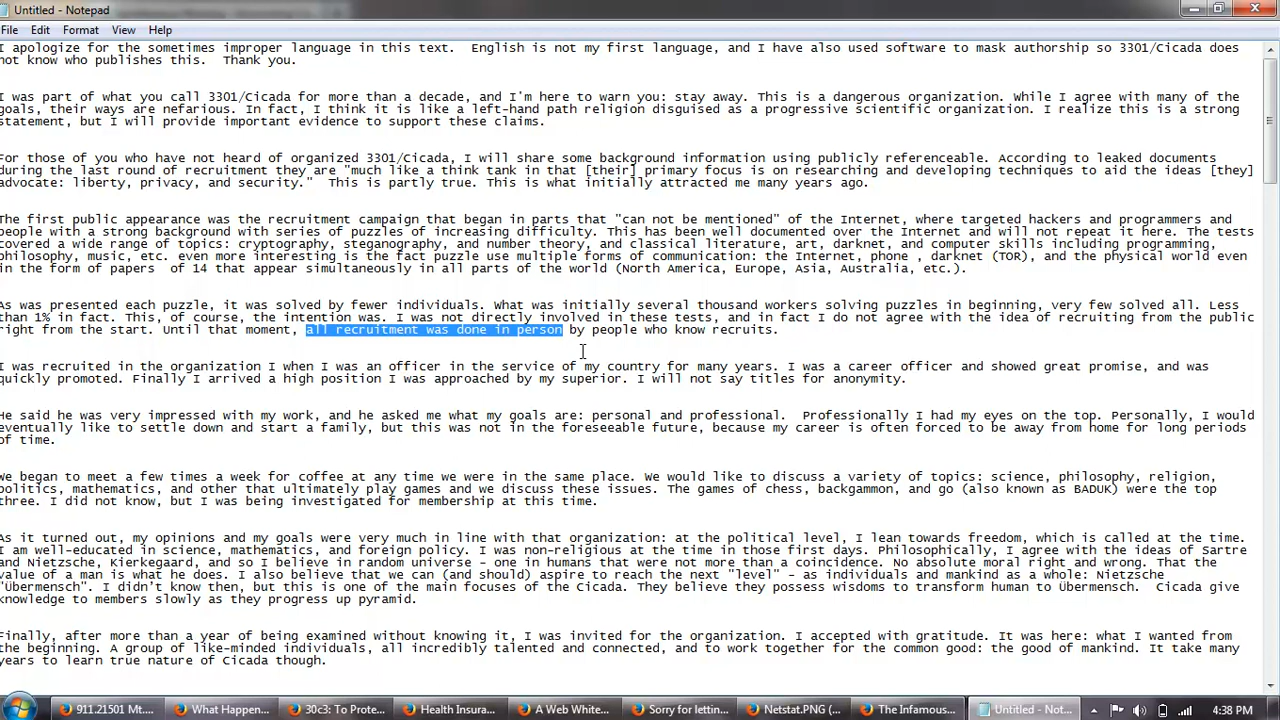 Untitled - Notepad
File Edit Format View Help
I apologize for the sometimes improper language in this text.  English is not my first language, and I have also used software to mask authorship so 3301/Cicada does
not know who publishes this.  Thank you.
I was part of what you call 3301/Cicada for more than a decade, and I'm here to warn you: stay away. This is a dangerous organization. While I agree with many of the
goals, their ways are nefarious. In fact, I think it is like a left-hand path religion disguised as a progressive scientific organization. I realize this is a strong
statement, but I will provide important evidence to support these claims.
For those of you who have not heard of organized 3301/Cicada, I will share some background information using publicly referenceable. According to leaked documents
during the last round of recruitment they are "much like a think tank in that [their] primary focus is on researching and developing techniques to aid the ideas [they]
advocate: liberty, privacy, and security."  This is partly true. This is what initially attracted me many years ago.
The first public appearance was the recruitment campaign that began in parts that "can not be mentioned" of the Internet, where targeted hackers and programmers and
people with a strong background with series of puzzles of increasing difficulty. This has been well documented over the Internet and will not repeat it here. The tests
covered a wide range of topics: cryptography, steganography, and number theory, and classical literature, art, darknet, and computer skills including programming,
philosophy, music, etc. even more interesting is the fact puzzle use multiple forms of communication: the Internet, phone , darknet (TOR), and the physical world even
in the form of papers  of 14 that appear simultaneously in all parts of the world (North America, Europe, Asia, Australia, etc.).
As was presented each puzzle, it was solved by fewer individuals. What was initially several thousand workers solving puzzles in beginning, very few solved all. Less
than 1% in fact. This, of course, the intention was. I was not directly involved in these tests, and in fact I do not agree with the idea of recruiting from the public
right from the start. Until that moment, all recruitment was done in person by people who know recruits.
I was recruited in the organization I when I was an officer in the service of my country for many years. I was a career officer and showed great promise, and was
quickly promoted. Finally I arrived a high position I was approached by my superior. I will not say titles for anonymity.
He said he was very impressed with my work, and he asked me what my goals are: personal and professional.  Professionally I had my eyes on the top. Personally, I would
eventually like to settle down and start a family, but this was not in the foreseeable future, because my career is often forced to be away from home for long periods
of time.
We began to meet a few times a week for coffee at any time we were in the same place. We would like to discuss a variety of topics: science, philosophy, religion,
politics, mathematics, and other that ultimately play games and we discuss these issues. The games of chess, backgammon, and go (also known as BADUK) were the top
three. I did not know, but I was being investigated for membership at this time.
As it turned out, my opinions and my goals were very much in line with that organization: at the political level, I lean towards freedom, which is called at the time.
I am well-educated in science, mathematics, and foreign policy. I was non-religious at the time in those first days. Philosophically, I agree with the ideas of Sartre
and Nietzsche, Kierkegaard, and so I believe in random universe - one in humans that were not more than a coincidence. No absolute moral right and wrong. That the
value of a man is what he does. I also believe that we can (and should) aspire to reach the next "level" - as individuals and mankind as a whole: Nietzsche
"Übermensch". I didn't know then, but this is one of the main focuses of the Cicada. They believe they possess wisdoms to transform human to Übermensch.  Cicada give
knowledge to members slowly as they progress up pyramid.
Finally, after more than a year of being examined without knowing it, I was invited for the organization. I accepted with gratitude. It was here: what I wanted from
the beginning. A group of like-minded individuals, all incredibly talented and connected, and to work together for the common good: the good of mankind. It take many
years to learn true nature of Cicada though.
911.21501 Mt.... What Happen... 30c3: To Prote... Health Insura... A Web White... Sorry for lettin... Netstat.PNG (... The Infamous... Untitled - Not... 4:38 PM